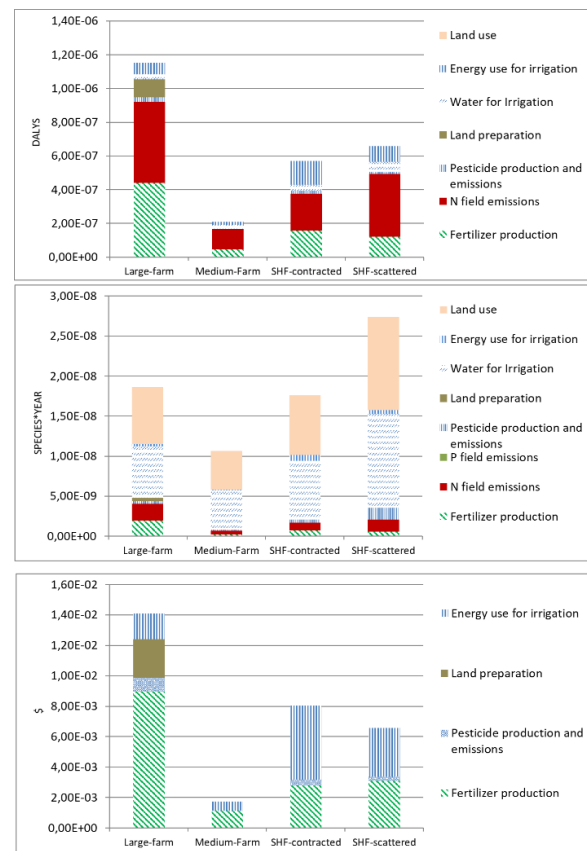 1,40E-06
1,20E-06
1,00E-06
8,00E-07
6,00E-07
4,00E-07
2,00E-07
0,00E+00
DALYS
Large-farm Medium-Farm SHF-contracted SHF-scattered
Land use
Energy use for irrigation
Water for Irrigation
Land preparation
Pesticide production and
emissions
N field emissions
Fertilizer production
3,00E-08
2,50E-08
2,00E-08
1,50E-08
1,00E-08
5,00E-09
0,00E+00
SPECIES*YEAR
Large-farm Medium-Farm SHF-contracted SHF-scattered
Land use
Energy use for irrigation
Water for Irrigation
Land preparation
Pesticide production and
emissions
P field emissions
N field emissions
Fertilizer production
1,60E-02
1,40E-02
1,20E-02
1,00E-02
8,00E-03
6,00E-03
4,00E-03
2,00E-03
0,00E+00
$
Large-farm Medium-Farm SHF-contracted SHF-scattered
Energy use for irrigation
Land preparation
Pesticide production and
emissions
Fertilizer production